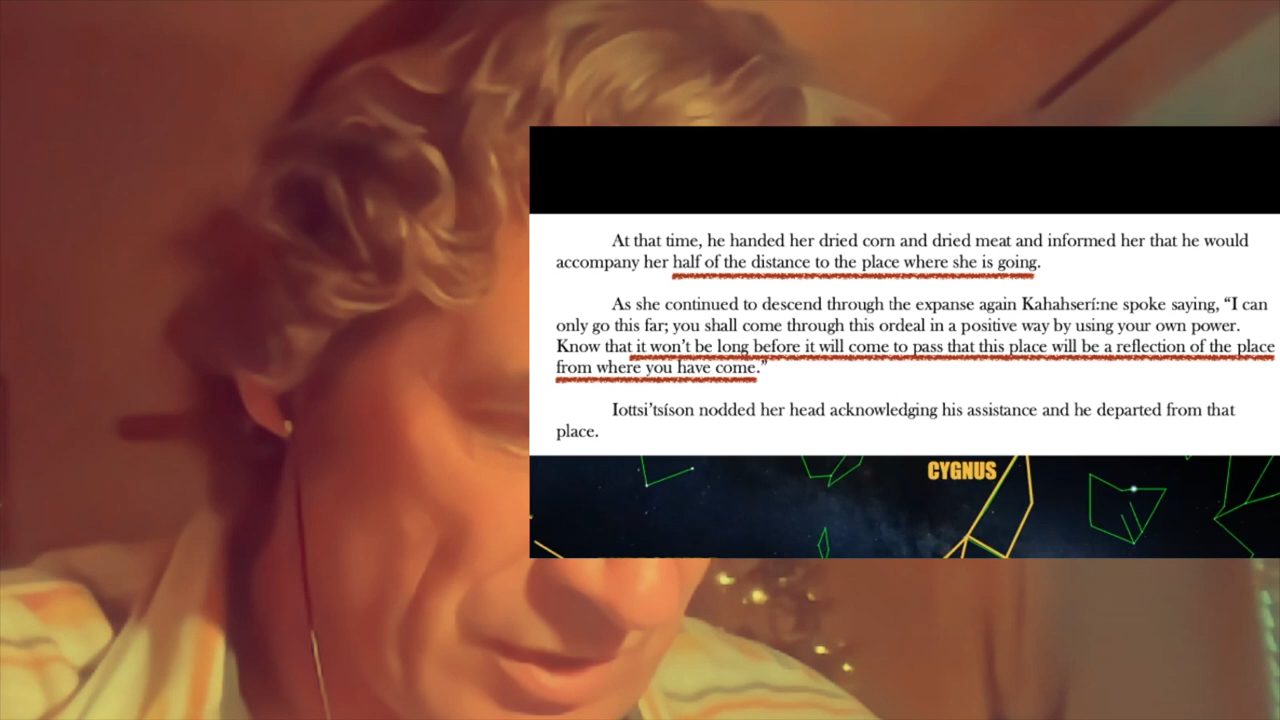 At that time, he handed her dried corn and dried meat and informed her that he would
accompany her half of the distance to the place where she is going.
As she continued to descend through the expanse again Kahahserí:ne spoke saying, “I can
only go this far; you shall come through this ordeal in a positive way by using your own power.
Know that it won’t be long before it will come to pass that this place will be a reflection of the place
from where you have come.”
Iottsi’tsíson nodded her head acknowledging his assistance and he departed from that
place.
CYGNUS